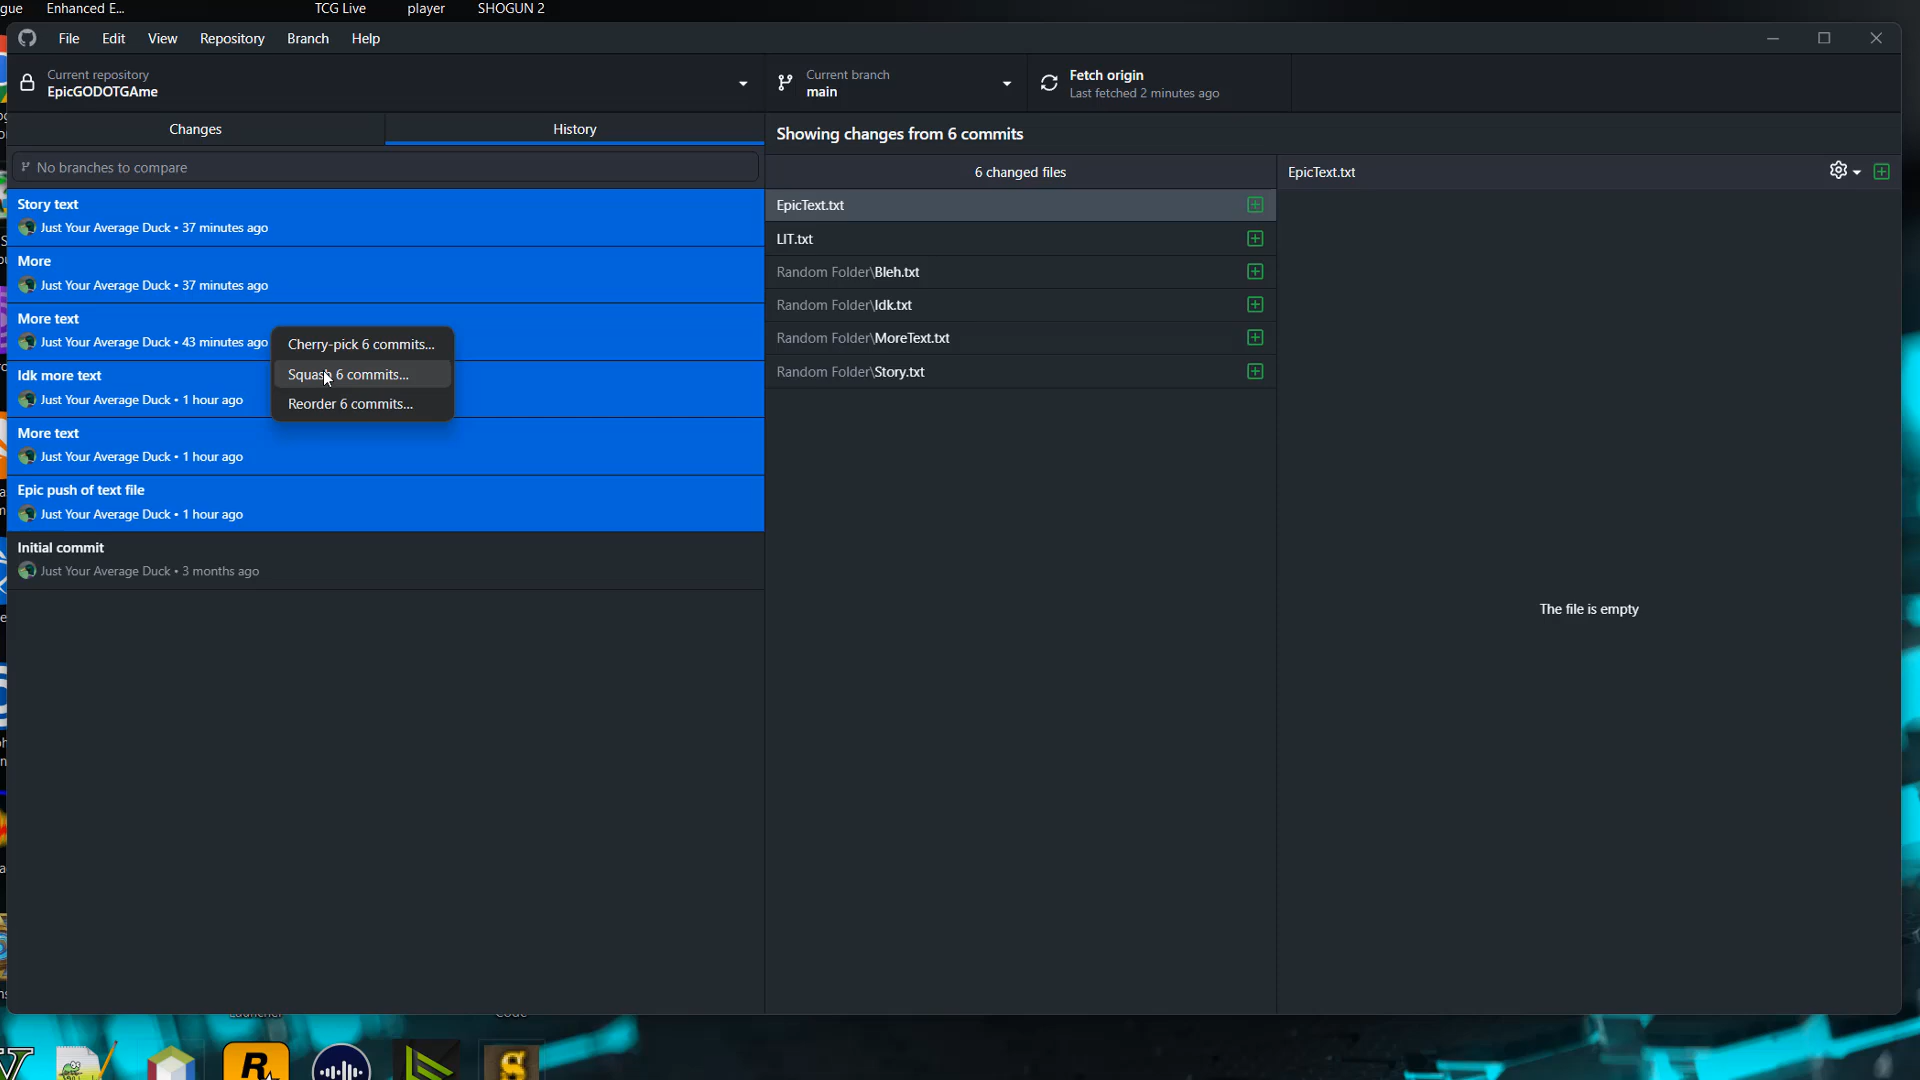 gue
Enhanced E...
TCG Live
player
SHOGUN 2
File
Edit
View
Repository
Branch
Help
Current repository
EpicGODOTGAme
Current branch
main
Fetch origin
Last fetched 2 minutes ago
Changes
History
No branches to compare
Showing changes from 6 commits
6 changed files
EpicText.txt
Story text
Just Your Average Duck • 37 minutes ago
More
Just Your Average Duck • 37 minutes ago
More text
Just Your Average Duck • 43 minutes ago
Idk more text
Just Your Average Duck • 1 hour ago
More text
Just Your Average Duck • 1 hour ago
Epic push of text file
Just Your Average Duck • 1 hour ago
Initial commit
Just Your Average Duck • 3 months ago
Cherry-pick 6 commits...
Squash 6 commits...
Reorder 6 commits...
EpicText.txt
LIT.txt
Random Folder\Bleh.txt
Random Folder\Idk.txt
Random Folder\MoreText.txt
Random Folder\Story.txt
The file is empty